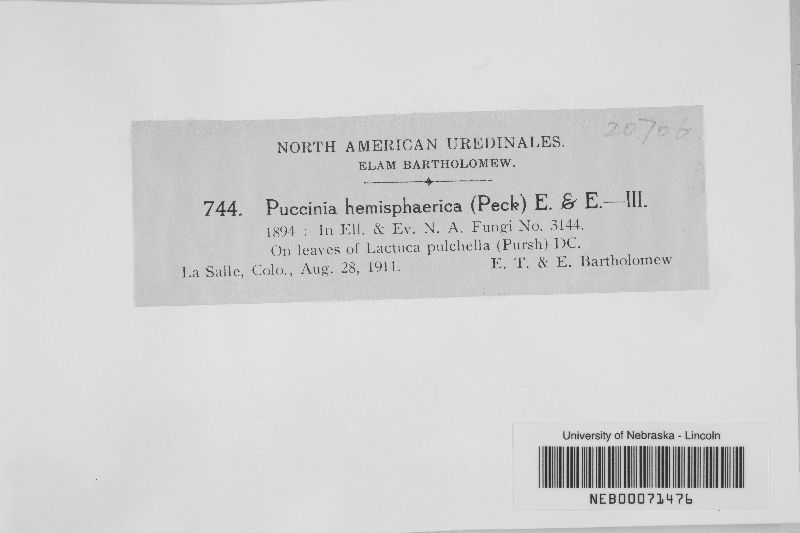 20706
NORTH AMERICAN UREDINALES.
ELAM BARTHOLOMEW.
744. Puccinia hemisphaerica (Peck) E. & E.—III.
1894 : In Ell. & Ev. N. A. Fungi No. 3144.
On leaves of Lactuca pulchella (Pursh) DC.
La Salle, Colo., Aug. 28, 1911. E. T. & E. Bartholomew
University of Nebraska - Lincoln
NEB00071476